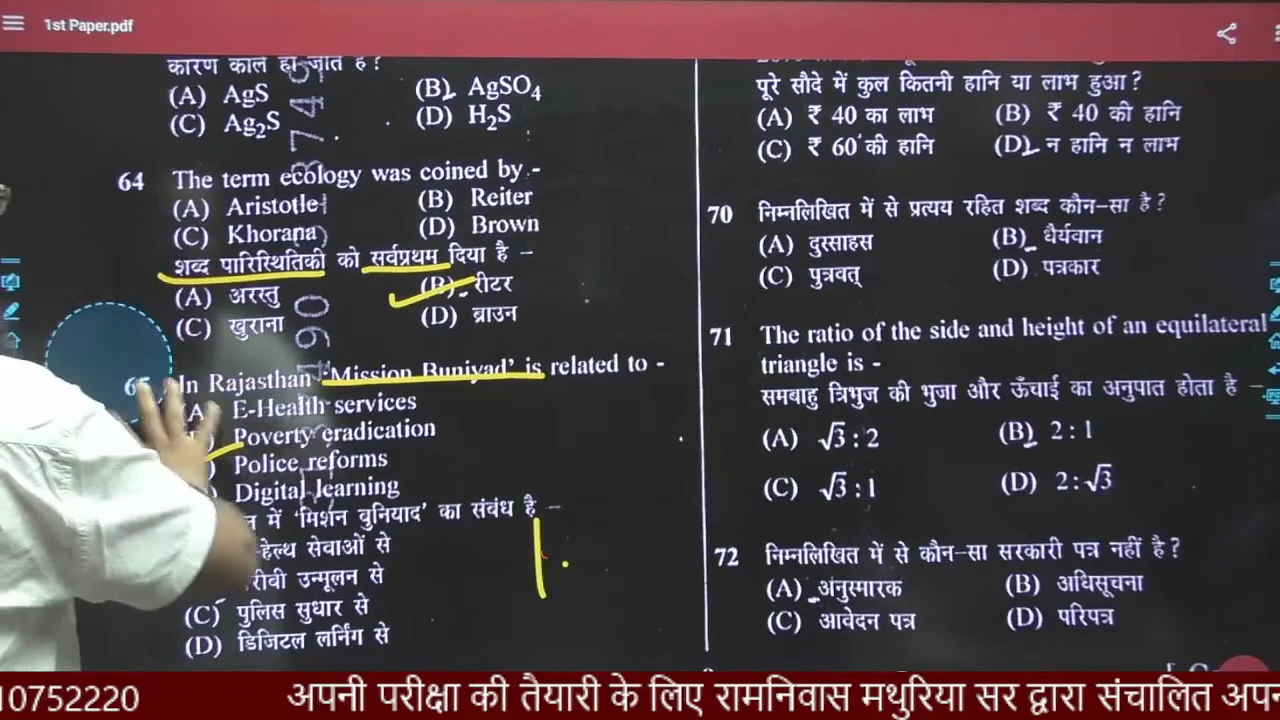 1st Paper.pdf
कारण काले हो जाते हैं?
(A) AgS
(B) AgSO₄
(C) Ag₂S
(D) H₂S
64 The term ecology was coined by -
(A) Aristotle
(B) Reiter
(C) Khorana
(D) Brown
शब्द पारिस्थितिकी को सर्वप्रथम दिया है –
(A) अरस्तु
(B) रीटर
(C) खुराना
(D) ब्राउन
In Rajasthan 'Mission Buniyad' is related to -
(A) E-Health services
Poverty eradication
Police reforms
Digital learning
में 'मिशन बुनियाद' का संबंध है –
हेल्थ सेवाओं से
उन्मूलन से
(C) पुलिस सुधार से
(D) डिजिटल लर्निंग से
पूरे सौदे में कुल कितनी हानि या लाभ हुआ?
(A) ₹ 40 का लाभ
(B) ₹ 40 की हानि
(C) ₹ 60 की हानि
(D) न हानि न लाभ
70 निम्नलिखित में से प्रत्यय रहित शब्द कौन–सा है?
(A) दुस्साहस
(B) धैर्यवान
(C) पुत्रवत्
(D) पत्रकार
71 The ratio of the side and height of an equilateral
triangle is -
समबाहु त्रिभुज की भुजा और ऊँचाई का अनुपात होता है –
(A) √3 : 2
(B) 2 : 1
(C) √3 : 1
(D) 2 : √3
72 निम्नलिखित में से कौन–सा सरकारी पत्र नहीं है?
(A) अनुस्मारक
(B) अधिसूचना
(C) आवेदन पत्र
(D) परिपत्र
10752220 अपनी परीक्षा की तैयारी के लिए रामनिवास मथुरिया सर द्वारा संचालित